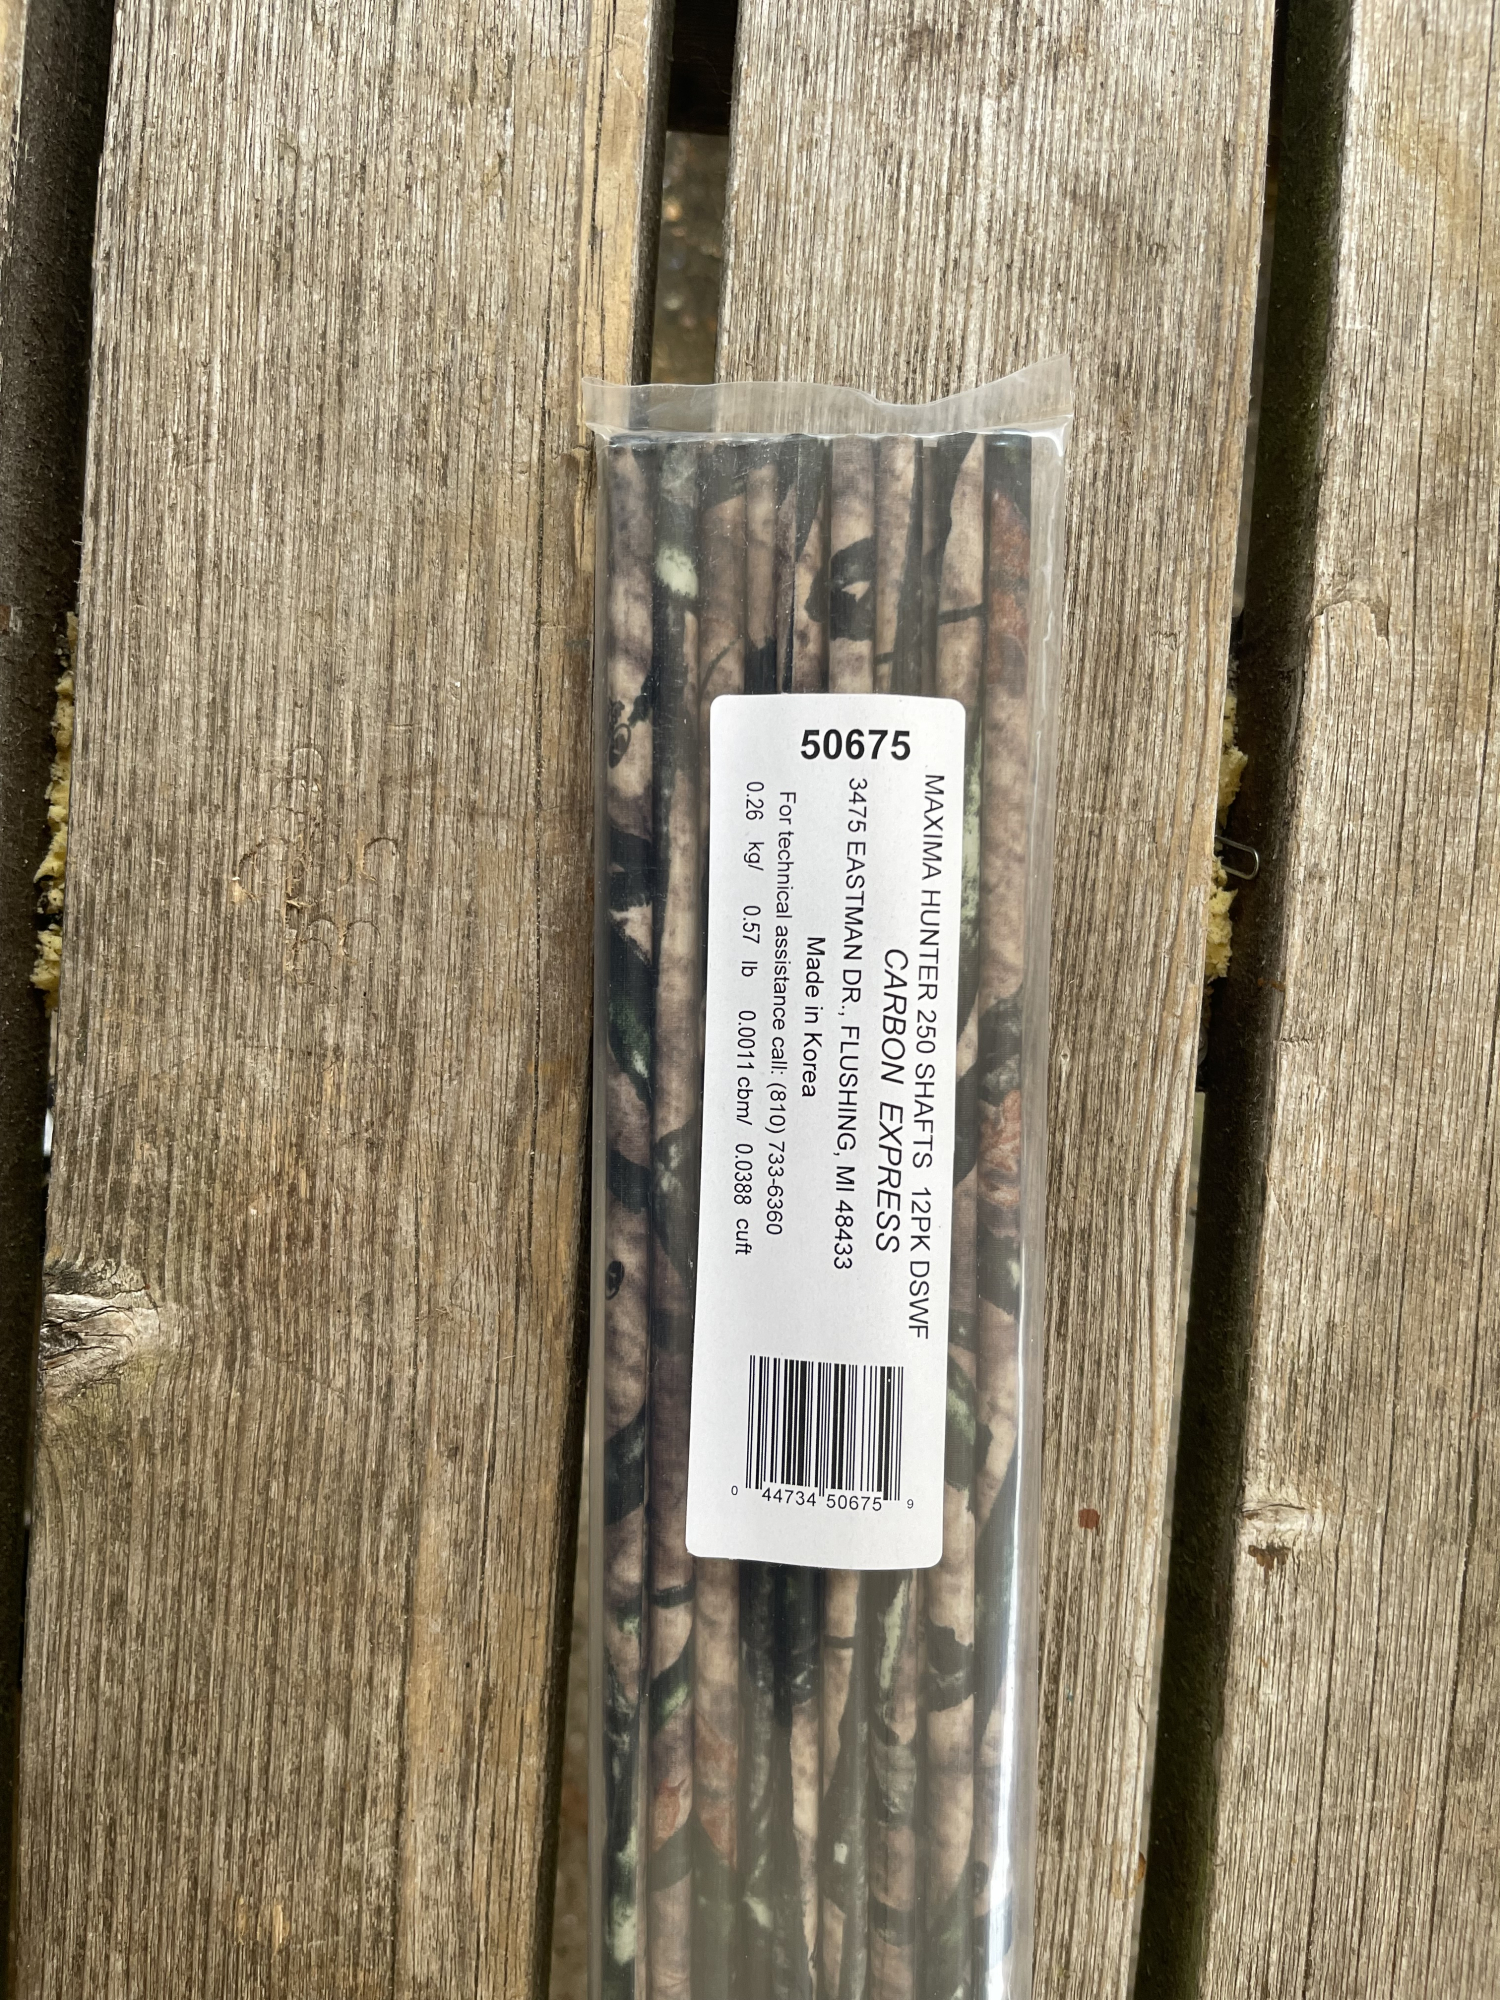 50675
MAXIMA HUNTER 250 SHAFTS 12PK DSWF
CARBON EXPRESS
3475 EASTMAN DR., FLUSHING, MI 48433
Made in Korea
For technical assistance call: (810) 733-6360
0.26 kg/ 0.57 lb 0.0011 cbm/ 0.0388 cuft
0 44734 50675 9